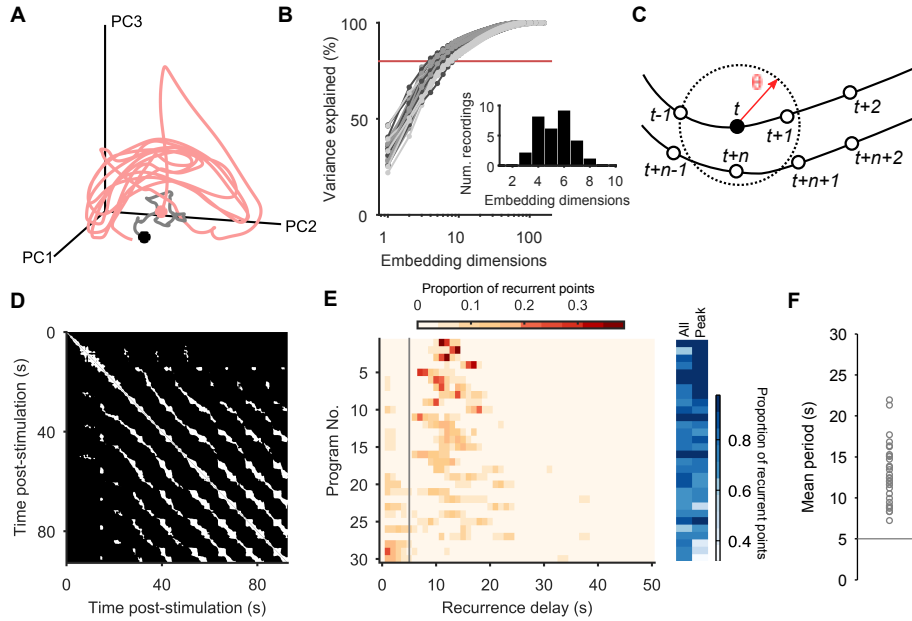 A
PC3
PC2
PC1
B
Variance explained (%)
100
50
0
1
10
100
Embedding dimensions
Num. recordings
10
5
0
2 4 6 8 10
Embedding dimensions
C
θ
t-1
t
t+1
t+2
t+n-1
t+n
t+n+1
t+n+2
D
Time post-stimulation (s)
0
40
80
0 40 80
Time post-stimulation (s)
E
Proportion of recurrent points
0 0.1 0.2 0.3
Program No.
5
10
15
20
25
30
0 10 20 30 40 50
Recurrence delay (s)
All
Peak
Proportion of recurrent points
0.8
0.6
0.4
F
Mean period (s)
30
25
20
15
10
5
0